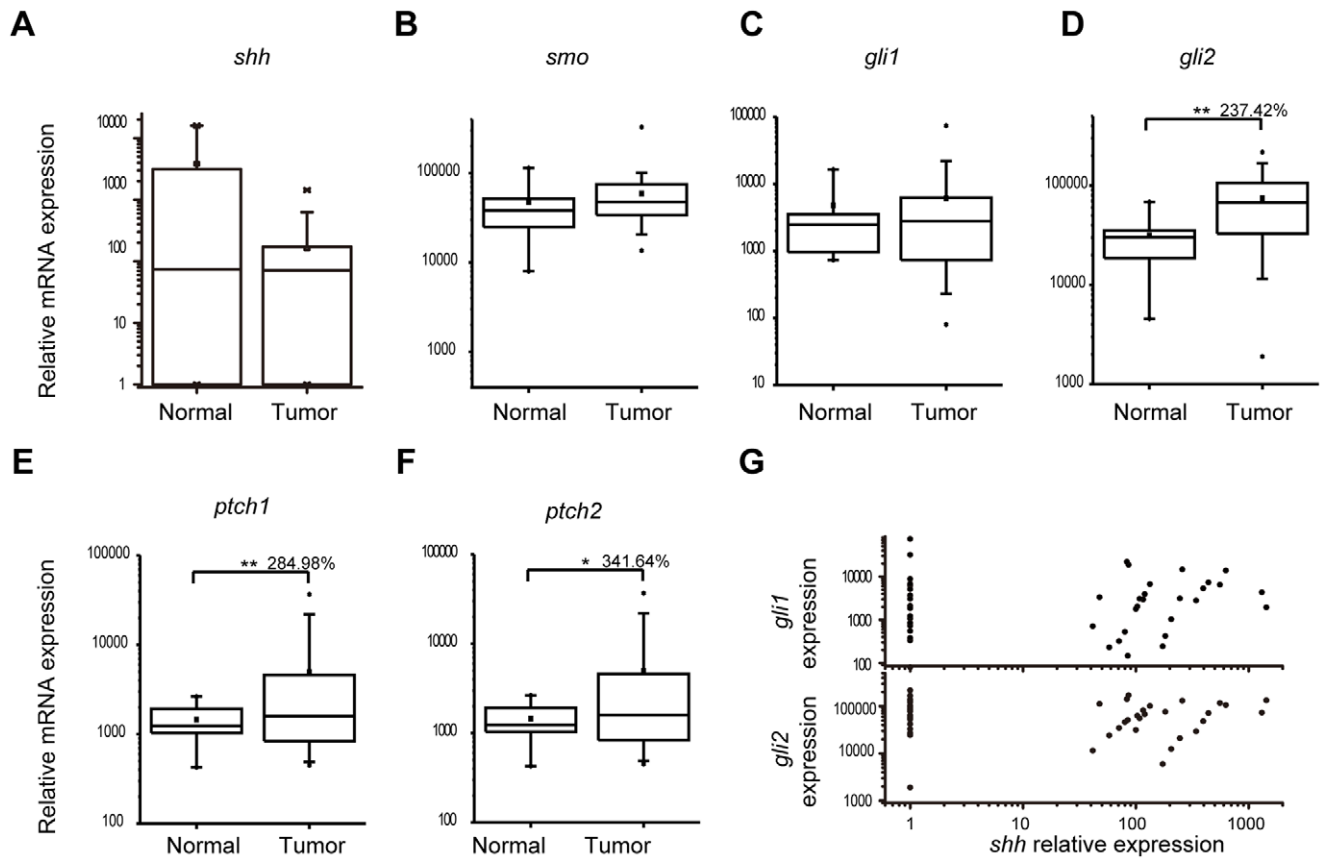 A
B
C
D
shh
smo
gli1
gli2
Relative mRNA expression
10000
1000
100
10
1
Normal Tumor
100000
10000
1000
Normal Tumor
100000
10000
1000
100
10
Normal Tumor
** 237.42%
100000
10000
1000
Normal Tumor
E
F
G
ptch1
ptch2
Relative mRNA expression
** 284.98%
100000
10000
1000
100
Normal Tumor
* 341.64%
100000
10000
1000
100
Normal Tumor
gli1
expression
10000
1000
100
gli2
expression
100000
10000
1000
1 10 100 1000
shh relative expression